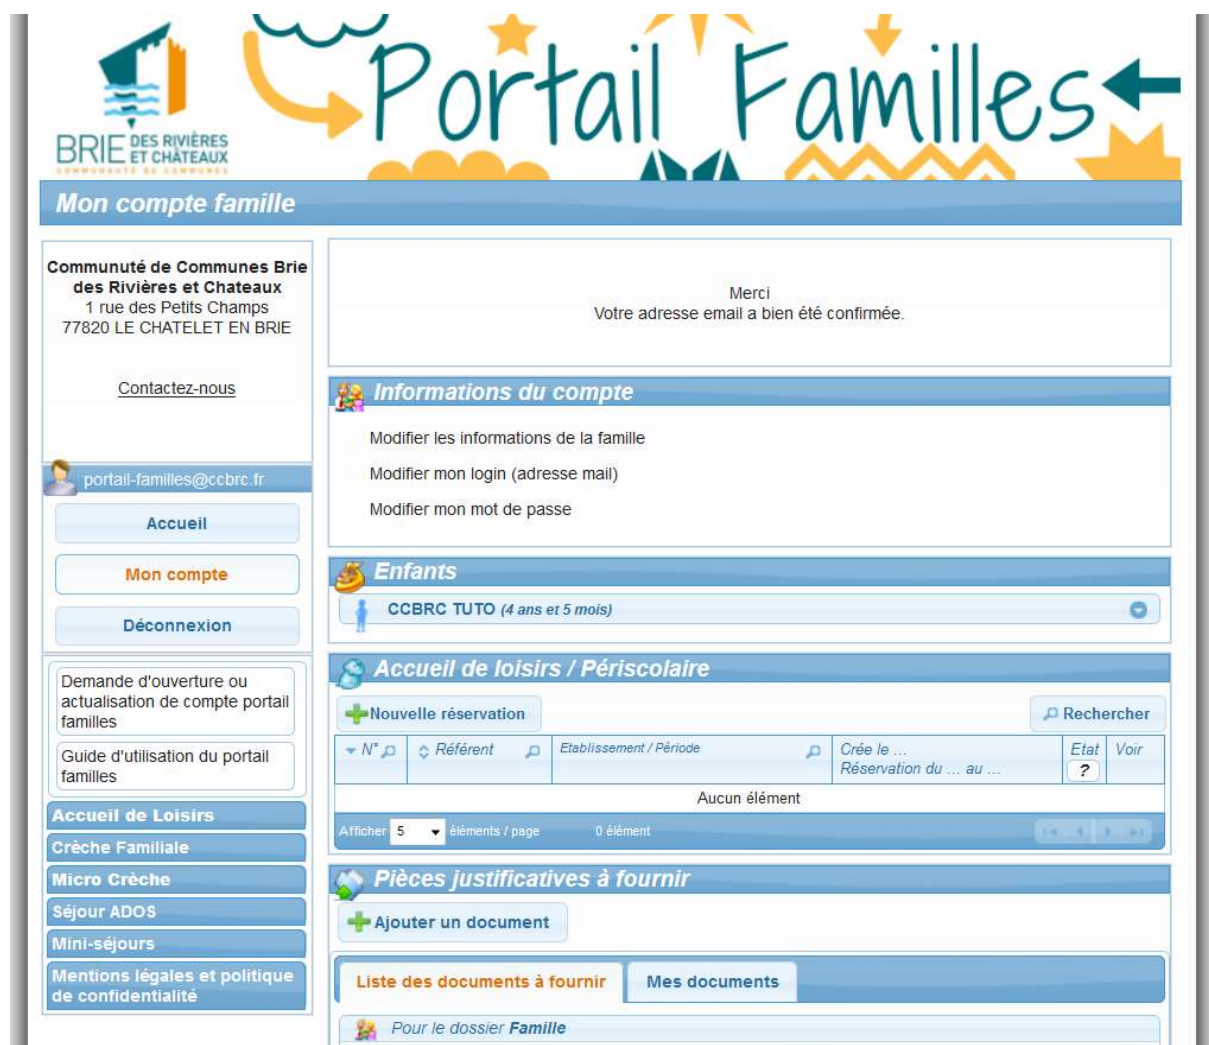 Portail Familles
BRIE DES RIVIÈRES
ET CHÂTEAUX
COMMUNAUTÉ DE COMMUNES
Mon compte famille
Communuté de Communes Brie
des Rivières et Chateaux
1 rue des Petits Champs
77820 LE CHATELET EN BRIE
Contactez-nous
portail-familles@ccbrc.fr
Accueil
Mon compte
Déconnexion
Demande d'ouverture ou
actualisation de compte portail
familles
Guide d'utilisation du portail
familles
Accueil de Loisirs
Crèche Familiale
Micro Crèche
Séjour ADOS
Mini-séjours
Mentions légales et politique
de confidentialité
Merci
Votre adresse email a bien été confirmée.
Informations du compte
Modifier les informations de la famille
Modifier mon login (adresse mail)
Modifier mon mot de passe
Enfants
CCBRC TUTO (4 ans et 5 mois)
Accueil de loisirs / Périscolaire
Nouvelle réservation
Rechercher
N° Référent Etablissement / Période Crée le ... Etat Voir
Réservation du ... au ... ?
Aucun élément
Afficher 5 éléments / page 0 élément
Pièces justificatives à fournir
Ajouter un document
Liste des documents à fournir Mes documents
Pour le dossier Famille